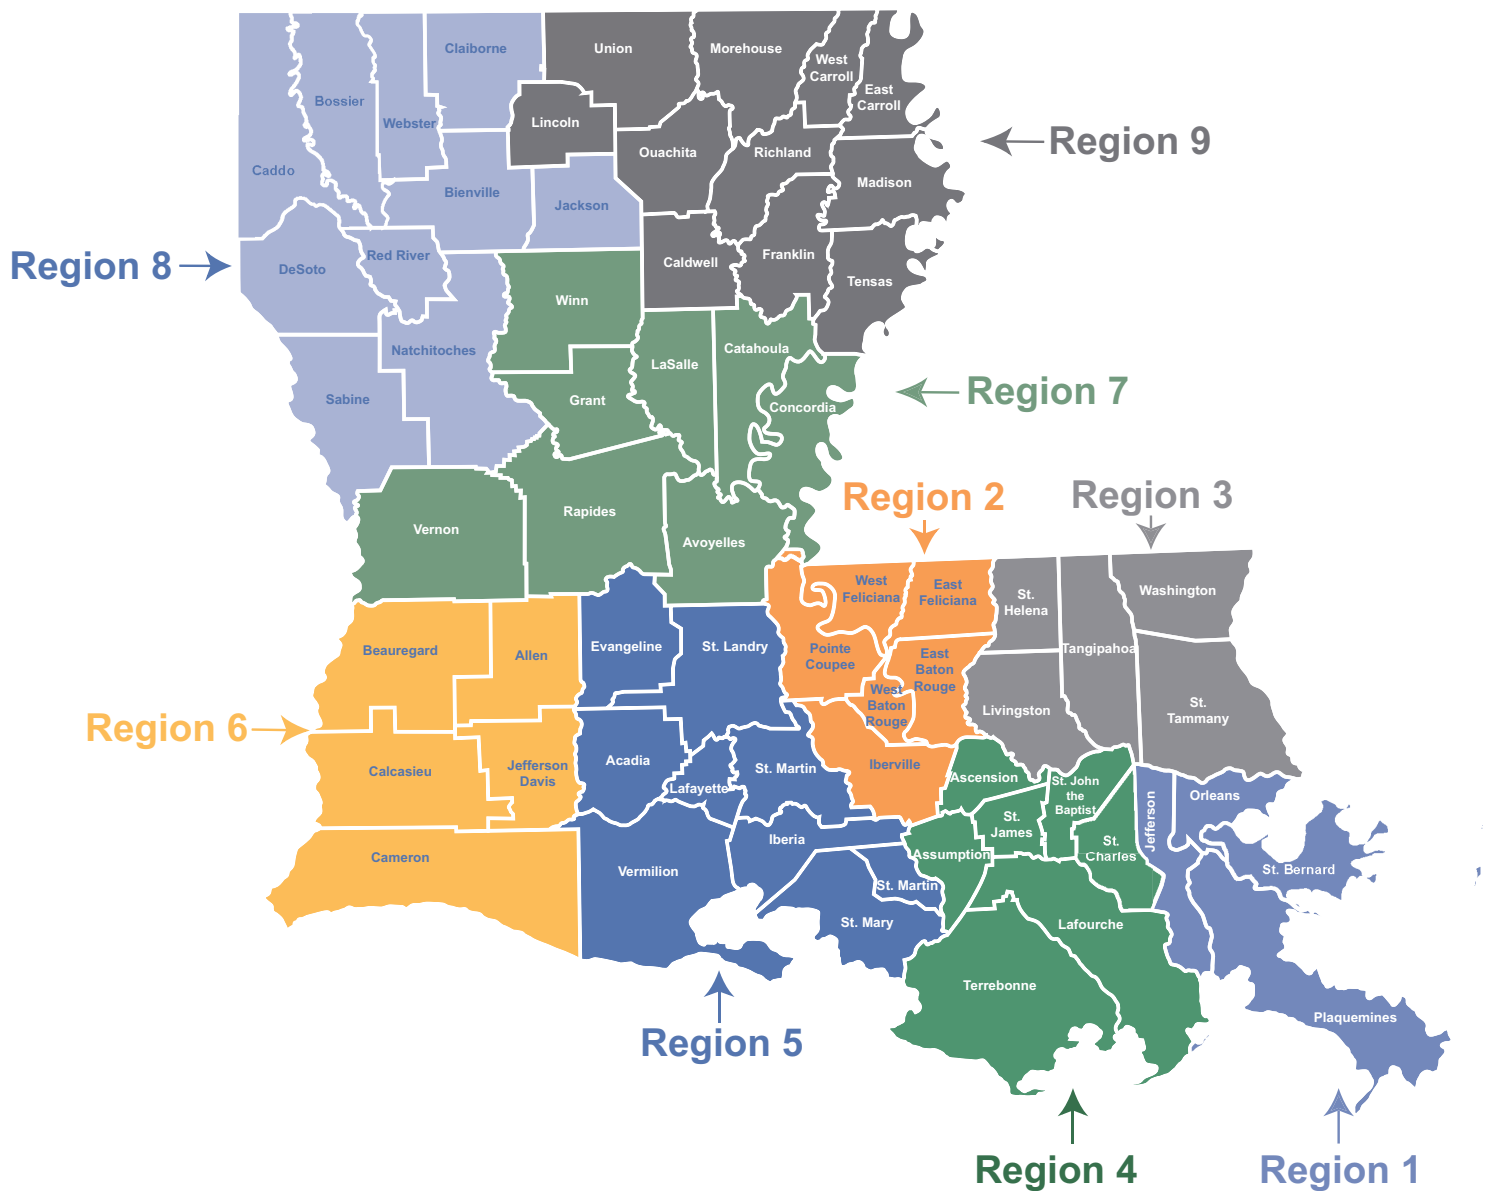 Claiborne
Union
Morehouse
West
Carroll
East
Carroll
Bossier
Webster
Lincoln
Ouachita
Richland
Region 9
Caddo
Bienville
Jackson
Madison
Region 8
DeSoto
Red River
Caldwell
Franklin
Tensas
Winn
Natchitoches
LaSalle
Catahoula
Sabine
Grant
Concordia
Region 7
Vernon
Rapides
Avoyelles
Region 2
Region 3
West
Feliciana
East
Feliciana
St.
Helena
Washington
Beauregard
Allen
Evangeline
St. Landry
Pointe
Coupee
East
Baton
Rouge
Tangipahoa
West
Baton
Rouge
Livingston
St.
Tammany
Region 6
Calcasieu
Jefferson
Davis
Acadia
Lafayette
St. Martin
Iberville
Ascension
St. John
the
Baptist
Jefferson
Orleans
St.
James
Cameron
Vermilion
Iberia
Assumption
St.
Charles
St. Bernard
St. Martin
St. Mary
Lafourche
Terrebonne
Plaquemines
Region 5
Region 4
Region 1